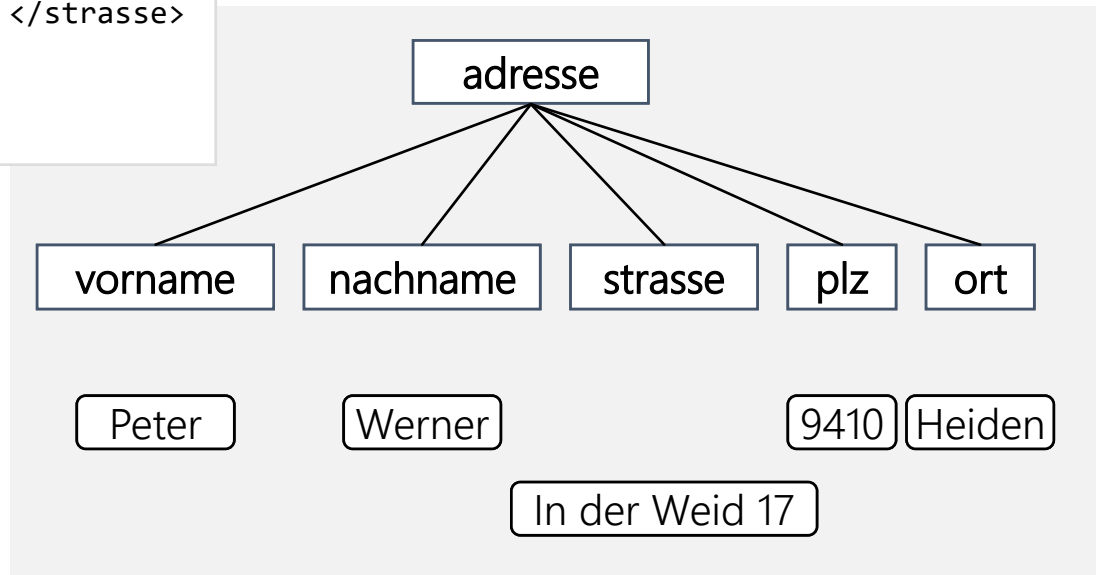 </strasse>
adresse
vorname nachname strasse plz ort
Peter Werner 9410 Heiden
In der Weid 17